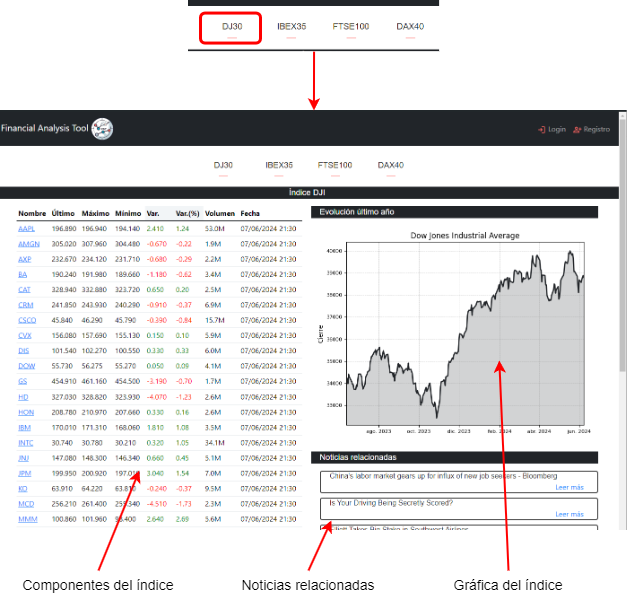 DJ30 IBEX35 FTSE100 DAX40
Financial Analysis Tool Login Registro
DJ30 IBEX35 FTSE100 DAX40
Índice DJI
Nombre Último Máximo Mínimo Var. Var.(%) Volumen Fecha
AAPL 196.890 196.940 194.140 2.410 1.24 53.0M 07/06/2024 21:30
AMGN 305.020 307.960 304.480 -0.670 -0.22 1.9M 07/06/2024 21:30
AXP 232.670 234.120 231.710 -0.680 -0.29 2.2M 07/06/2024 21:30
BA 190.240 191.980 189.660 -1.180 -0.62 3.4M 07/06/2024 21:30
CAT 328.940 332.880 323.720 0.650 0.20 2.5M 07/06/2024 21:30
CRM 241.850 243.930 240.290 -0.910 -0.37 6.9M 07/06/2024 21:30
CSCO 45.840 46.290 45.790 -0.390 -0.84 15.7M 07/06/2024 21:30
CVX 156.080 157.690 155.130 0.150 0.10 5.9M 07/06/2024 21:30
DIS 101.540 102.270 100.550 0.330 0.33 6.0M 07/06/2024 21:30
DOW 55.730 56.275 55.270 0.050 0.09 4.1M 07/06/2024 21:30
GS 454.910 461.160 454.500 -3.190 -0.70 1.7M 07/06/2024 21:30
HD 327.030 328.820 323.930 -4.070 -1.23 2.6M 07/06/2024 21:30
HON 208.780 210.970 207.660 0.330 0.16 2.6M 07/06/2024 21:30
IBM 170.010 171.310 168.060 1.810 1.08 3.5M 07/06/2024 21:30
INTC 30.740 30.780 30.210 0.320 1.05 34.1M 07/06/2024 21:30
JNJ 147.080 148.300 146.340 0.660 0.45 5.1M 07/06/2024 21:30
JPM 199.950 200.920 197.010 3.040 1.54 7.0M 07/06/2024 21:30
KO 63.910 64.220 63.810 -0.240 -0.37 9.5M 07/06/2024 21:30
MCD 256.210 261.400 -4.510 -1.73 2.3M 07/06/2024 21:30
MMM 100.860 101.960 2.640 2.69 5.6M 07/06/2024 21:30
Evolución último año
Dow Jones Industrial Average
40000
39000
38000
37000
36000
35000
34000
33000
Cierre
ago. 2023 oct. 2023 dic. 2023 feb. 2024 abr. 2024 jun. 2024
Noticias relacionadas
China's labor market gears up for influx of new job seekers - Bloomberg
Leer más
Is Your Driving Being Secretly Scored?
Leer más
Elliott Takes Big Stake in Southwest Airlines
Componentes del índice Noticias relacionadas Gráfica del índice